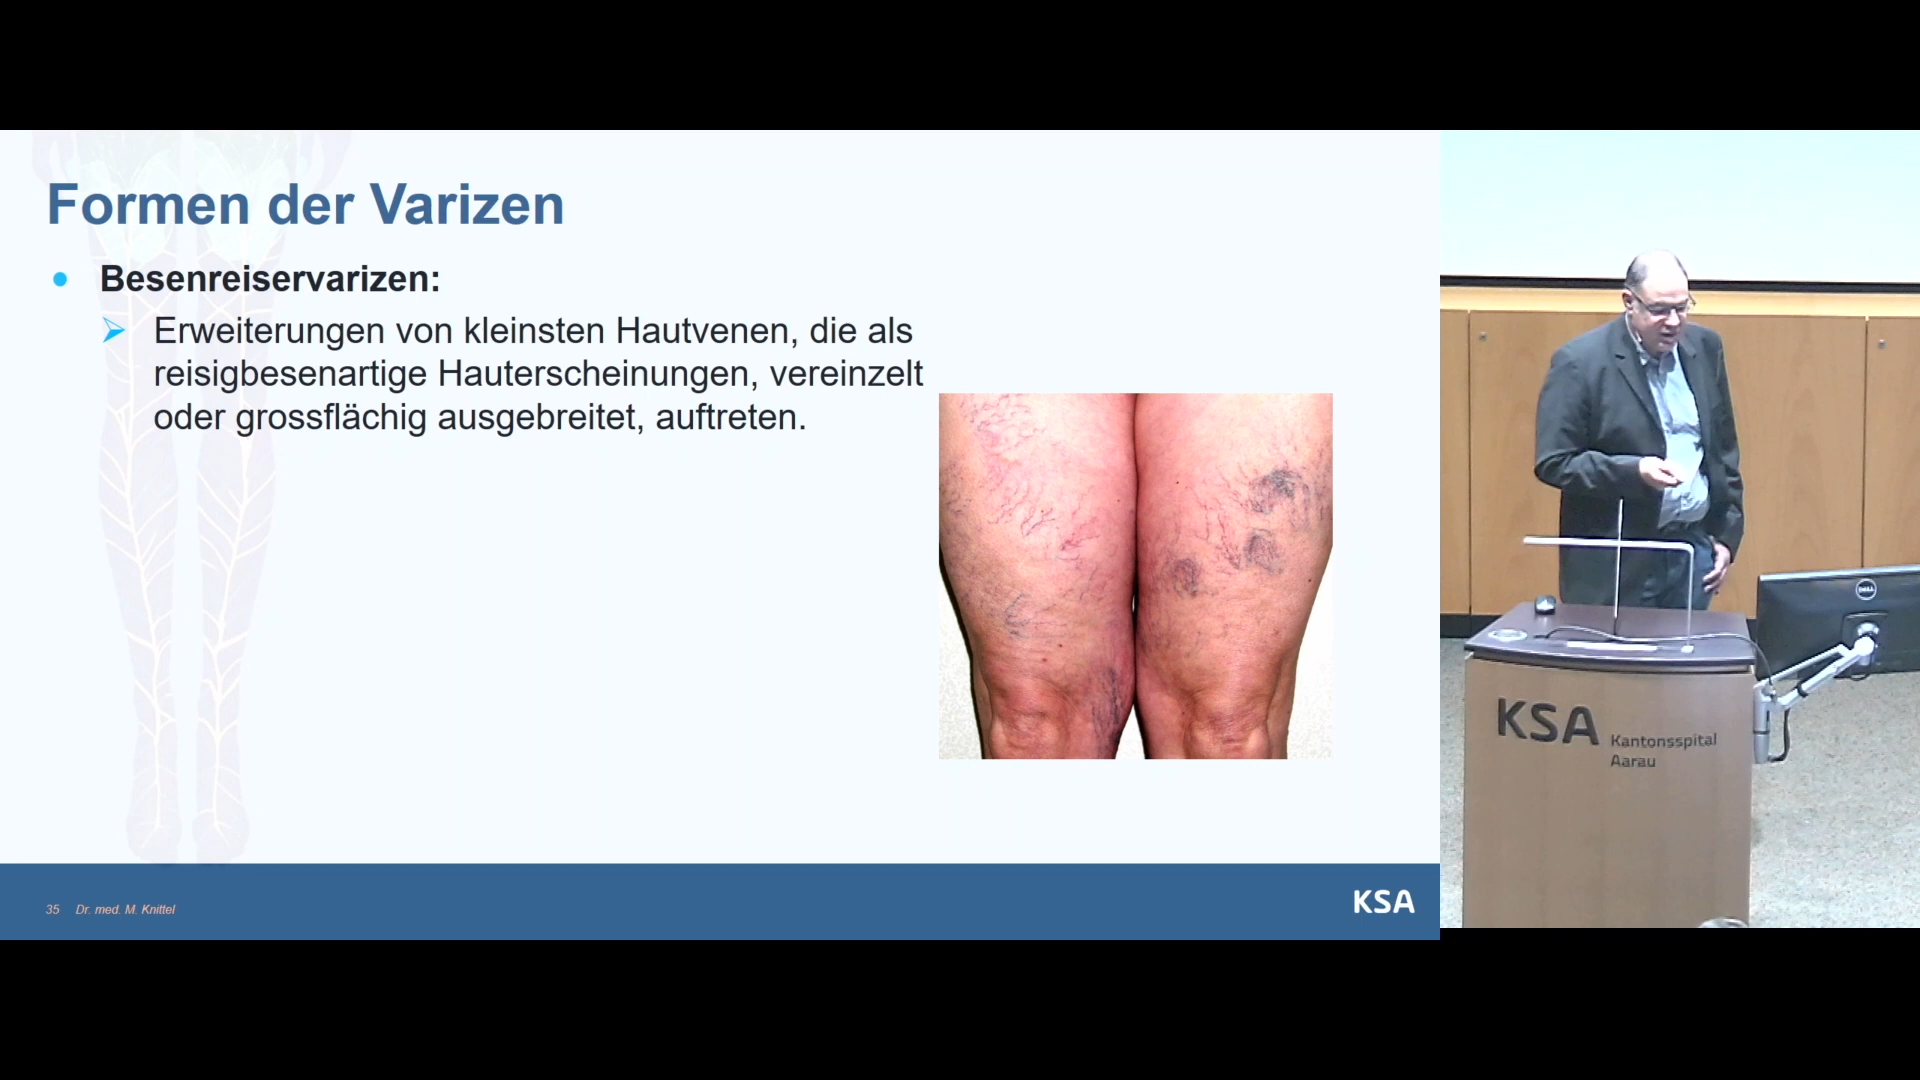 Formen der Varizen
Besenreiservarizen:
Erweiterungen von kleinsten Hautvenen, die als
reisigbesenartige Hauterscheinungen, vereinzelt
oder grossflächig ausgebreitet, auftreten.
35 Dr. med. M. Knittel
KSA
DELL
KSA Kantonsspital
Aarau